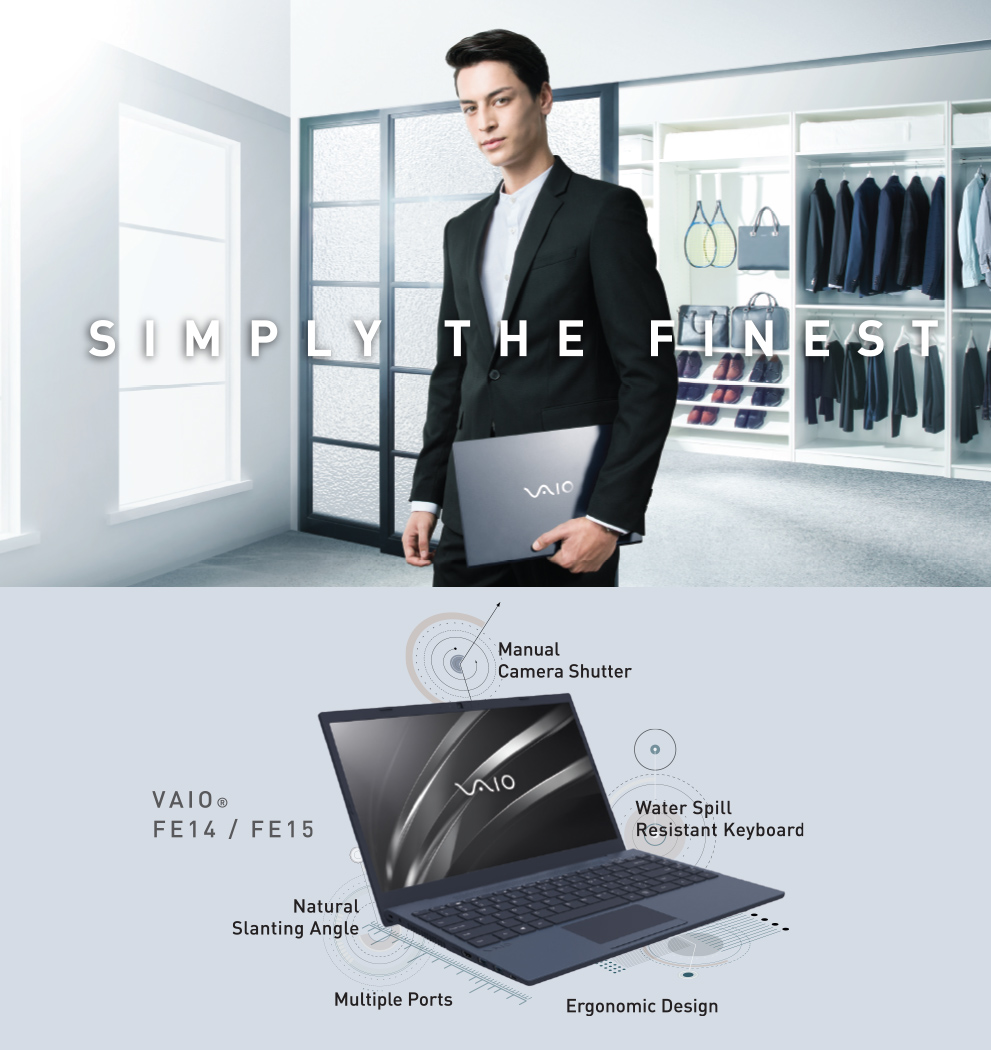 SIMPLY THE FINEST
VAIO
Manual
Camera Shutter
VAIO
VAIO®
FE14 / FE15
Water Spill
Resistant Keyboard
Natural
Slanting Angle
Multiple Ports
Ergonomic Design